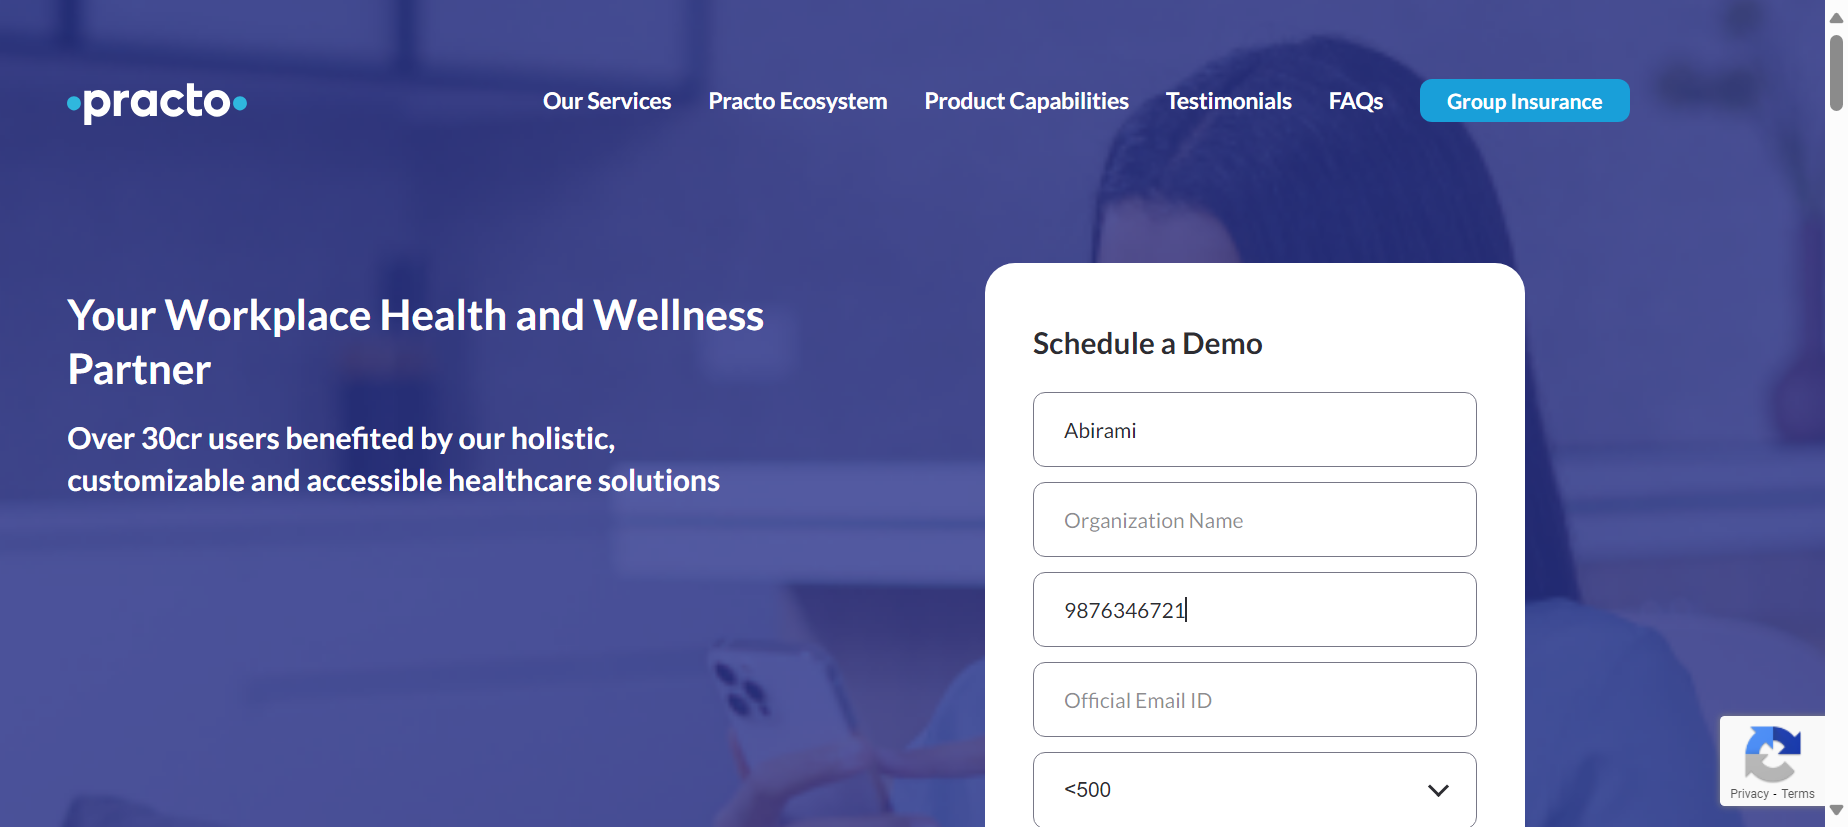 practo
Our Services
Practo Ecosystem
Product Capabilities
Testimonials
FAQs
Group Insurance
Your Workplace Health and Wellness
Partner
Over 30cr users benefited by our holistic,
customizable and accessible healthcare solutions
Schedule a Demo
Abirami
Organization Name
9876346721
Official Email ID
<500
Privacy - Terms